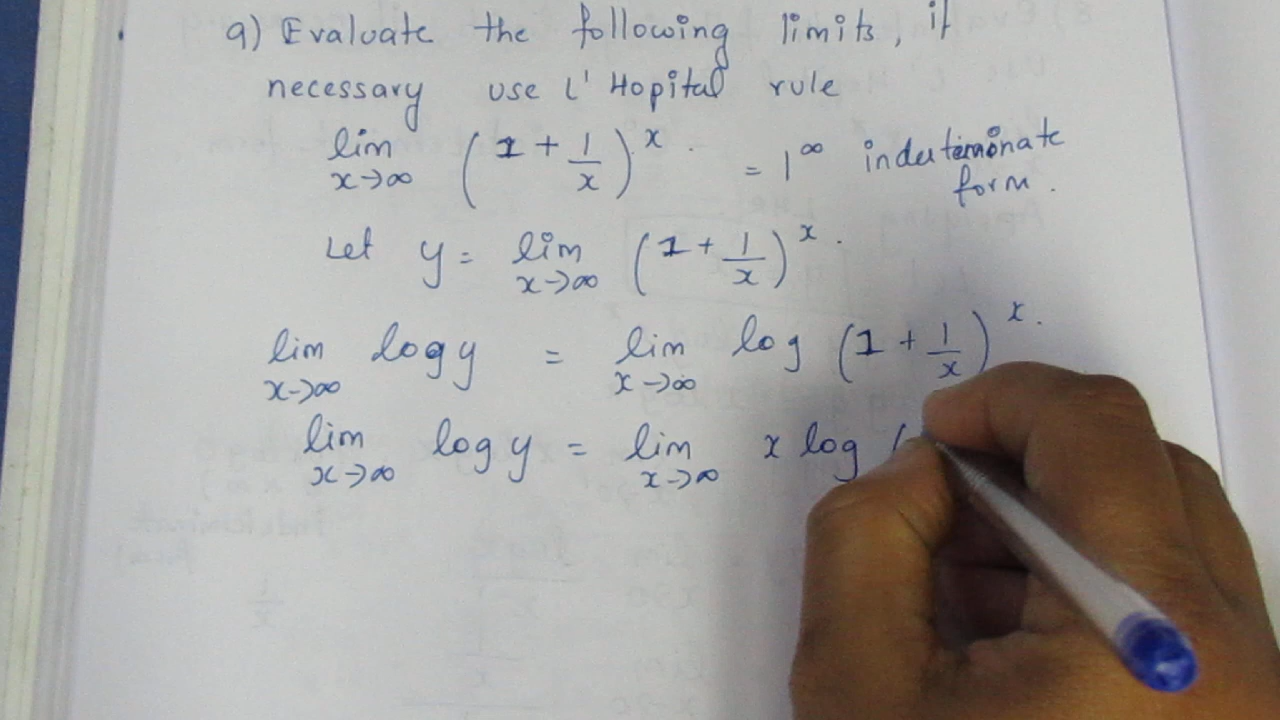 9) Evaluate the following limits, if
necessary use L' Hopital rule
lim x→∞ (1 + 1/x)^x . = 1^∞ indeterminate
form .
Let y = lim x→∞ (1 + 1/x)^x .
lim x→∞ log y = lim x→∞ log (1 + 1/x)^x .
lim x→∞ log y = lim x→∞ x log (